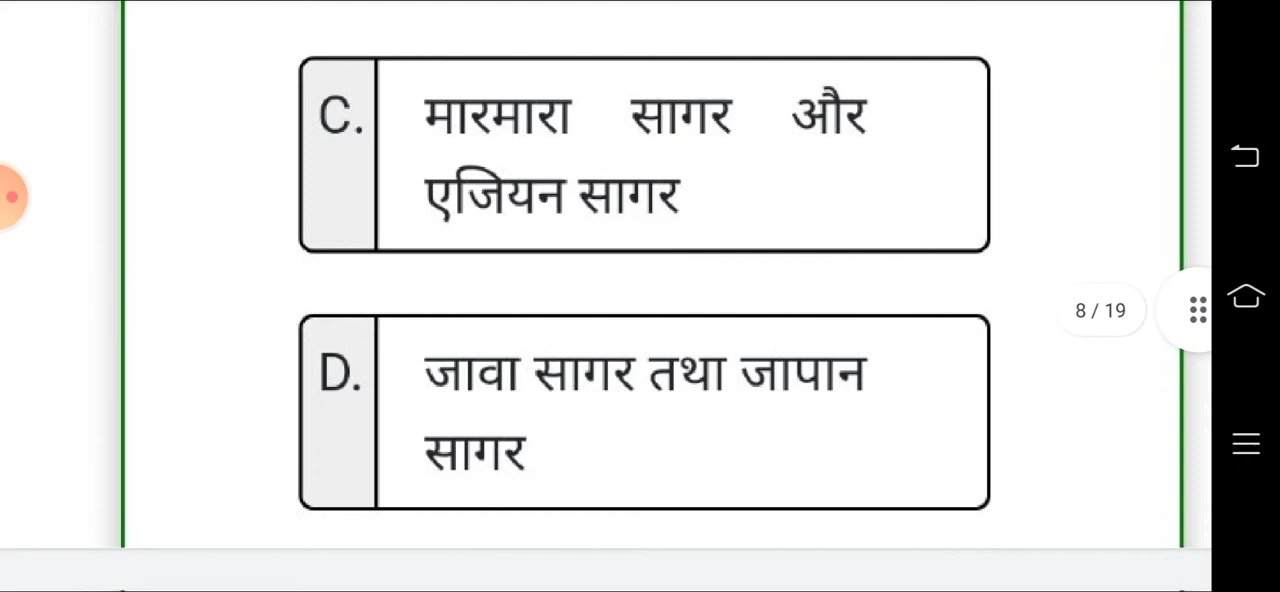 C. मारमारा सागर और
एजियन सागर
8 / 19
D. जावा सागर तथा जापान
सागर